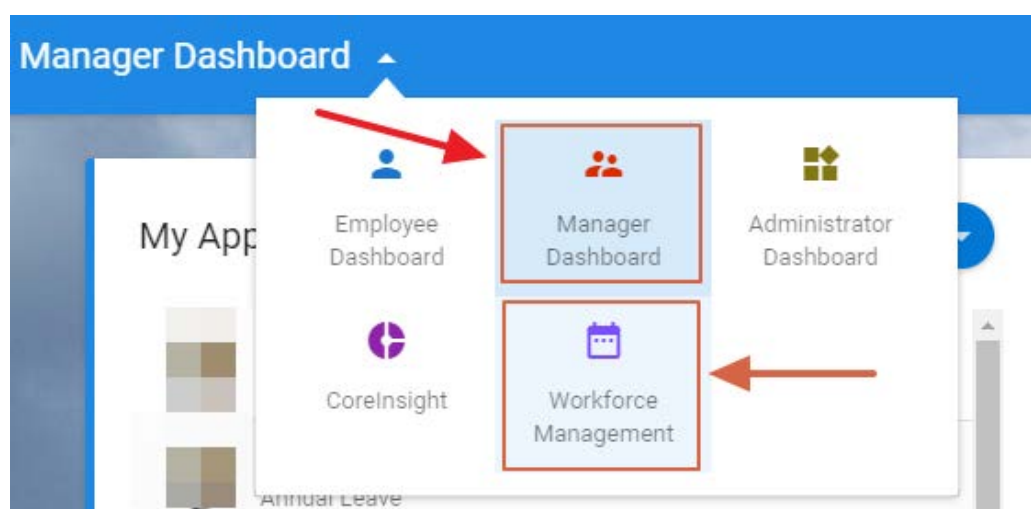 Manager Dashboard
My App
Employee
Dashboard
Manager
Dashboard
Administrator
Dashboard
CoreInsight
Workforce
Management
Annual Leave